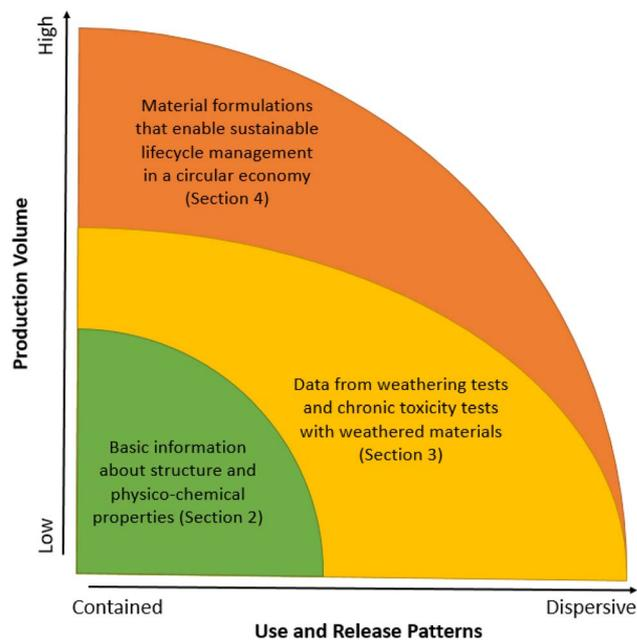 High
Material formulations
that enable sustainable
lifecycle management
in a circular economy
(Section 4)
Production Volume
Data from weathering tests
and chronic toxicity tests
with weathered materials
(Section 3)
Basic information
about structure and
physico-chemical
properties (Section 2)
Low
Contained
Dispersive
Use and Release Patterns